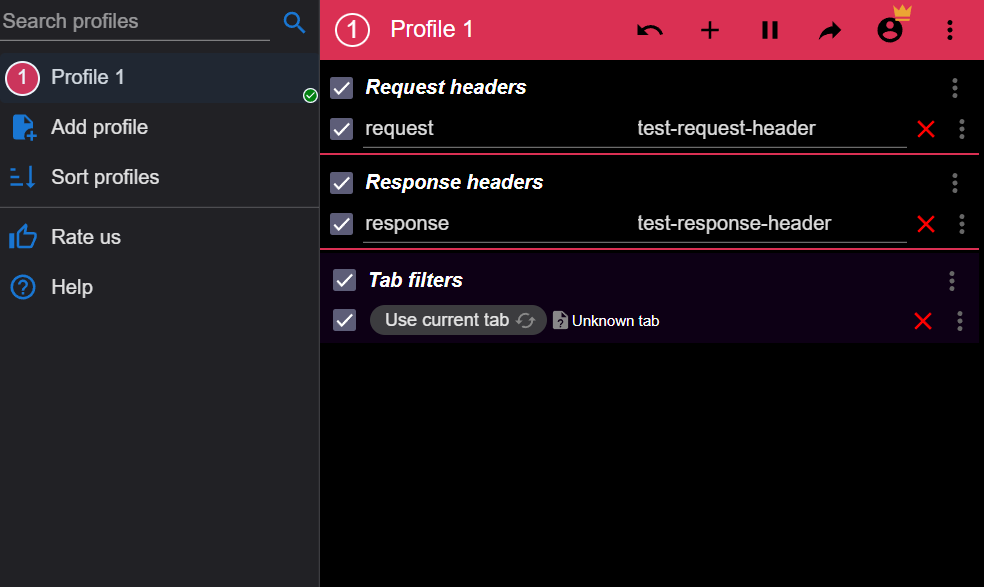 Search profiles
1 Profile 1
Add profile
Sort profiles
Rate us
? Help
1 Profile 1
Request headers
request test-request-header
Response headers
response test-response-header
Tab filters
Use current tab ? Unknown tab